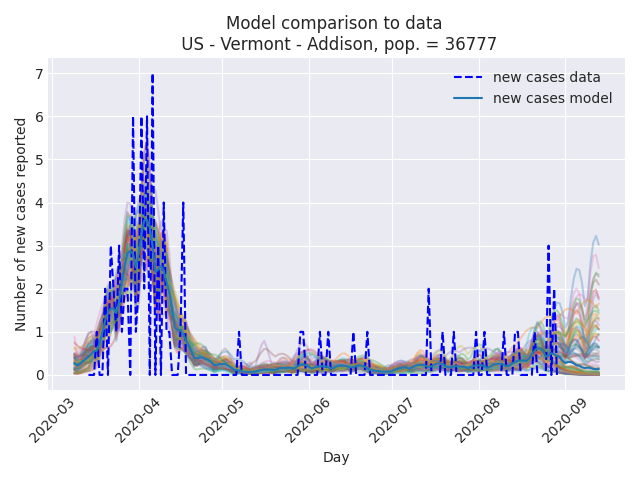 Model comparison to data
US - Vermont - Addison, pop. = 36777
new cases data
new cases model
Number of new cases reported
7
6
5
4
3
2
1
0
2020-03
2020-04
2020-05
2020-06
2020-07
2020-08
2020-09
Day